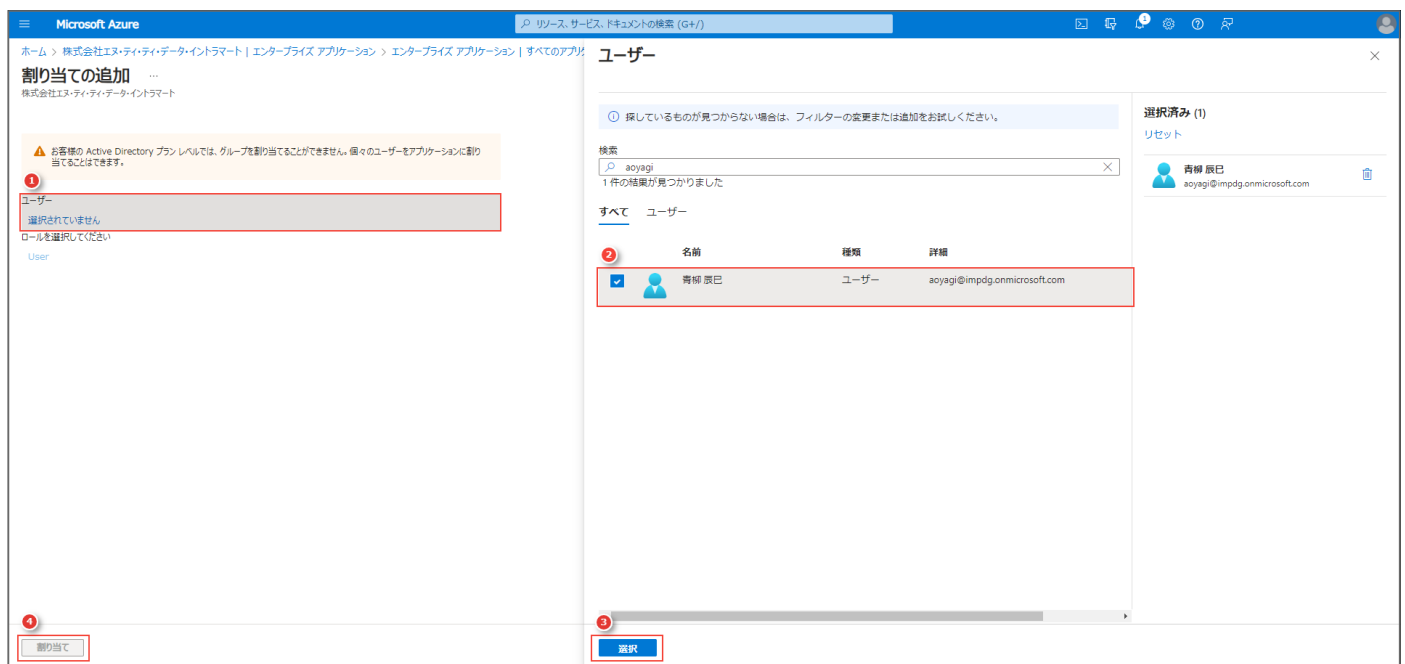 Microsoft Azure
リソース、サービス、ドキュメントの検索 (G+/)
1
ホーム > 株式会社エヌ・ティ・ティ・データ・イントラマート | エンタープライズ アプリケーション > エンタープライズ アプリケーション | すべてのアプリ
割り当ての追加 …
株式会社エヌ・ティ・ティ・データ・イントラマート
お客様の Active Directory プラン レベルでは、グループを割り当てることができません。個々のユーザーをアプリケーションに割り
当てることはできます。
1
ユーザー
選択されていません
ロールを選択してください
User
4
割り当て
ユーザー
探しているものが見つからない場合は、フィルターの変更または追加をお試しください。
検索
aoyagi
1 件の結果が見つかりました
すべて ユーザー
2
名前 種類 詳細
青柳 辰巳 ユーザー aoyagi@impdg.onmicrosoft.com
3
選択
選択済み (1)
リセット
青柳 辰巳
aoyagi@impdg.onmicrosoft.com